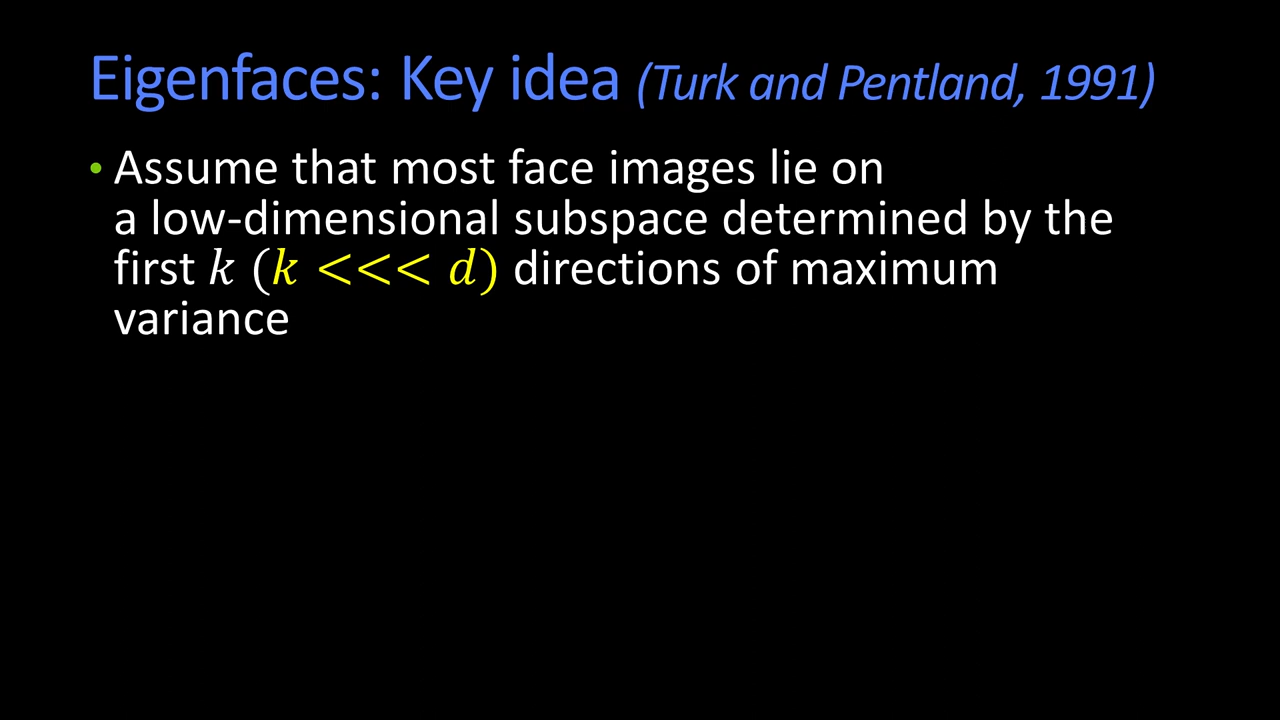 Eigenfaces: Key idea (Turk and Pentland, 1991)
• Assume that most face images lie on
a low-dimensional subspace determined by the
first k (k <<< d) directions of maximum
variance